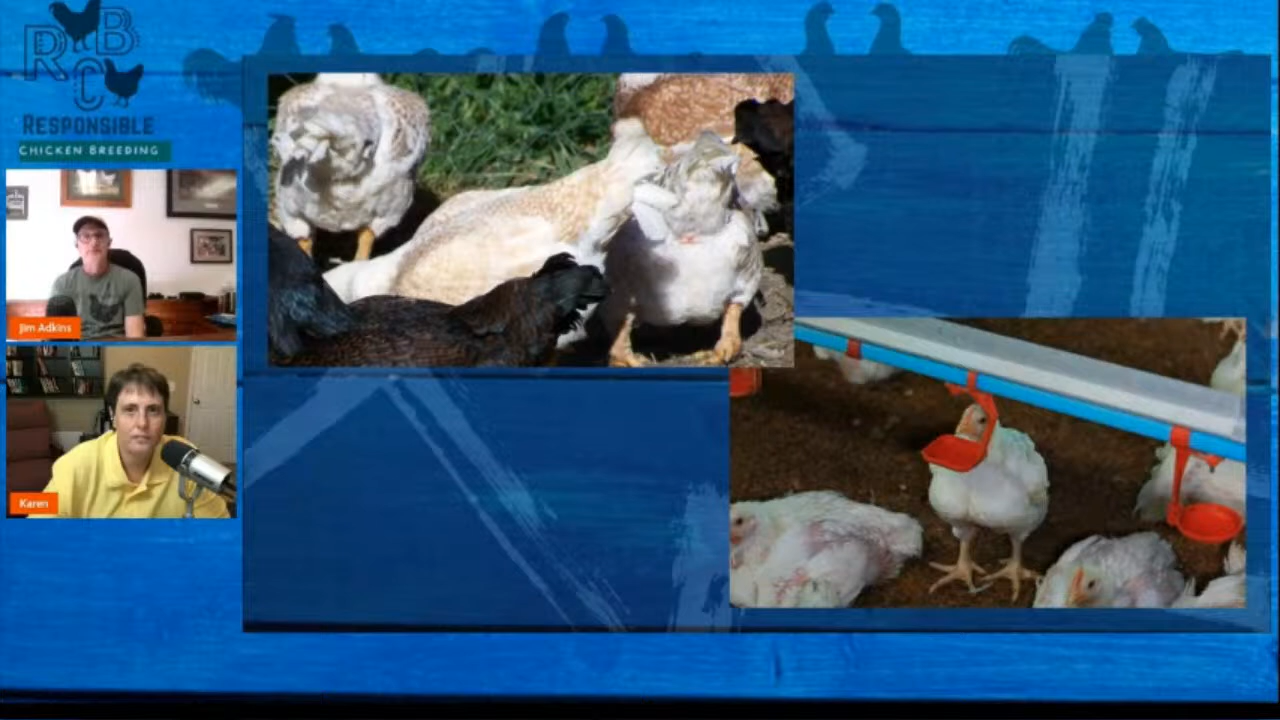 RBC
RESPONSIBLE
CHICKEN BREEDING
Jim Adkins
Karen